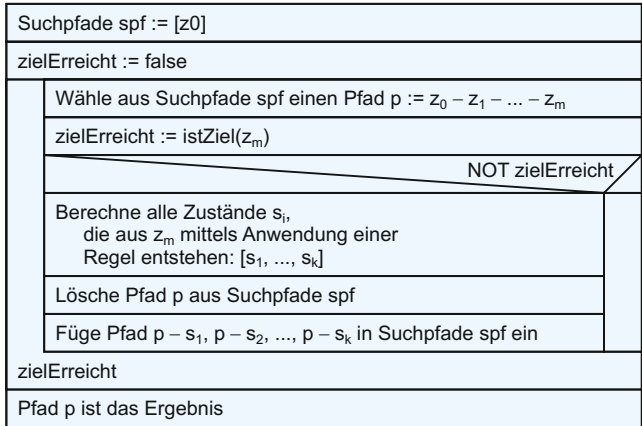 Suchpfade spf := [z0]
zielErreicht := false
Wähle aus Suchpfade spf einen Pfad p := z₀ – z₁ – ... – zₘ
zielErreicht := istZiel(zₘ)
NOT zielErreicht
Berechne alle Zustände sᵢ,
die aus zₘ mittels Anwendung einer
Regel entstehen: [s₁, ..., sₖ]
Lösche Pfad p aus Suchpfade spf
Füge Pfad p – s₁, p – s₂, ..., p – sₖ in Suchpfade spf ein
zielErreicht
Pfad p ist das Ergebnis